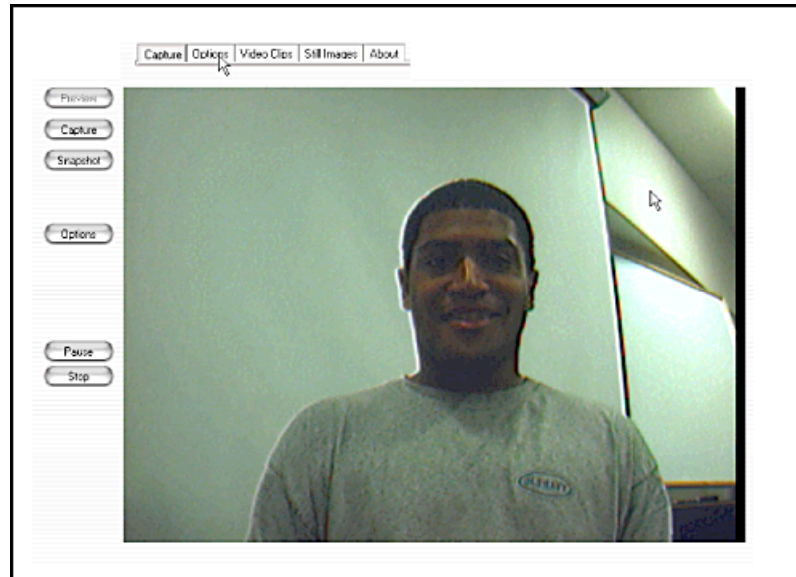 Capture Options Video Clips Still Images About
Preview
Capture
Snapshot
Options
Pause
Stop